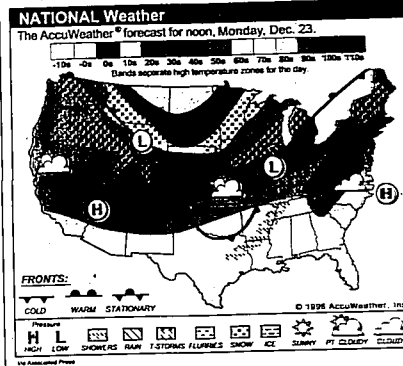 NATIONAL Weather
The AccuWeather® forecast for noon, Monday, Dec. 23.
-10s -0s 0s 10s 20s 30s 40s 50s 60s 70s 80s 90s 100s 110s
Bands separate high temperature zones for the day.
L
L
H
H
FRONTS:
COLD WARM STATIONARY
© 1996 AccuWeather, Inc
Pressure
H L
HIGH LOW SHOWERS RAIN T-STORMS FLURRIES SNOW ICE SUNNY PT. CLOUDY CLOUDY
Via Associated Press